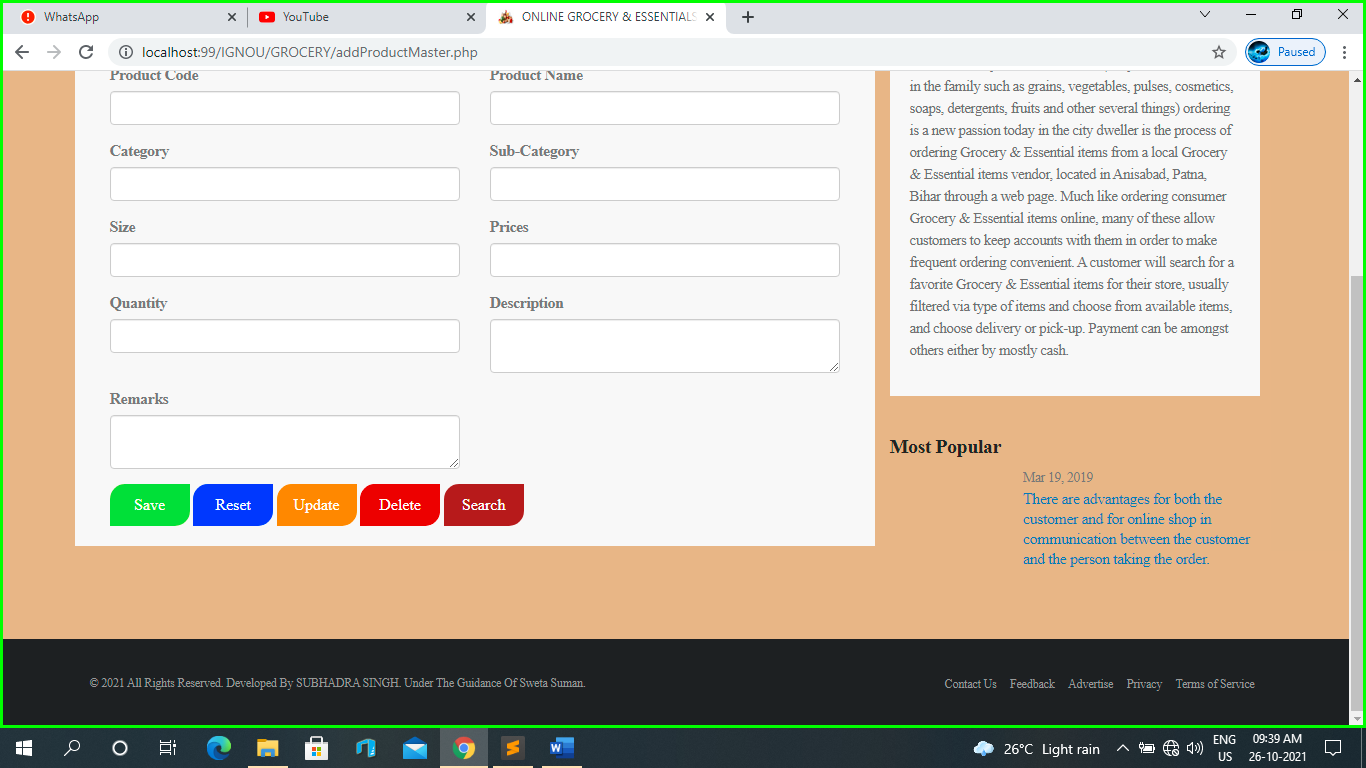 WhatsApp
YouTube
ONLINE GROCERY & ESSENTIALS
localhost:99/IGNOU/GROCERY/addProductMaster.php
Paused
Product Code
Product Name
Category
Sub-Category
Size
Prices
Quantity
Description
Remarks
Save
Reset
Update
Delete
Search
in the family such as grains, vegetables, pulses, cosmetics,
soaps, detergents, fruits and other several things) ordering
is a new passion today in the city dweller is the process of
ordering Grocery & Essential items from a local Grocery
& Essential items vendor, located in Anisabad, Patna,
Bihar through a web page. Much like ordering consumer
Grocery & Essential items online, many of these allow
customers to keep accounts with them in order to make
frequent ordering convenient. A customer will search for a
favorite Grocery & Essential items for their store, usually
filtered via type of items and choose from available items,
and choose delivery or pick-up. Payment can be amongst
others either by mostly cash.
Most Popular
Mar 19, 2019
There are advantages for both the
customer and for online shop in
communication between the customer
and the person taking the order.
© 2021 All Rights Reserved. Developed By SUBHADRA SINGH. Under The Guidance Of Sweta Suman.
Contact Us Feedback Advertise Privacy Terms of Service
26°C Light rain
ENG
US
09:39 AM
26-10-2021